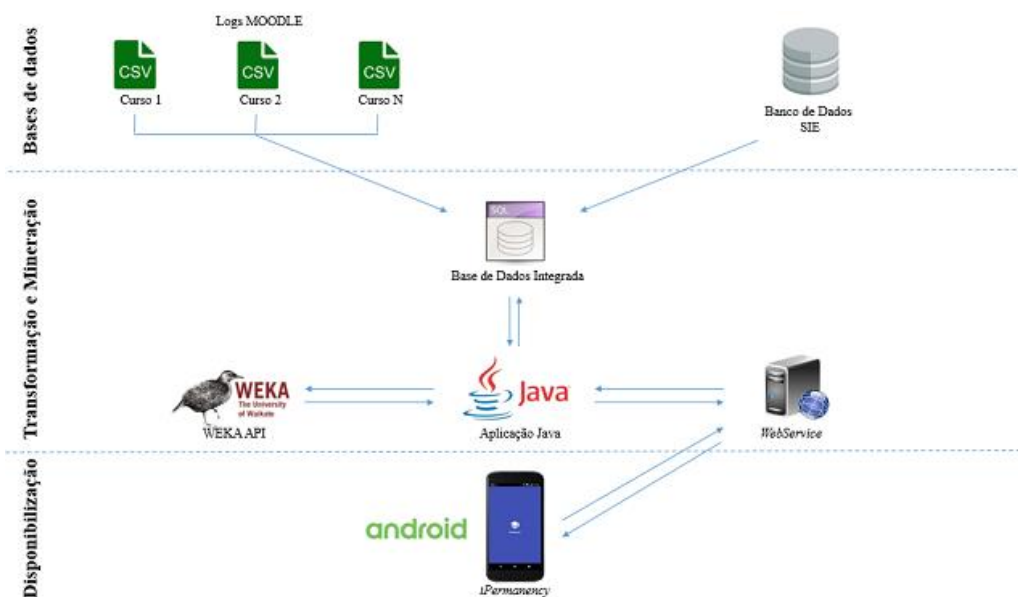 Bases de dados
Logs MOODLE
CSV
CSV
CSV
Curso 1
Curso 2
Curso N
Banco de Dados
SIE
Transformação e Mineração
SQL
Base de Dados Integrada
WEKA
The University
of Waikato
WEKA API
Java
Aplicação Java
WebService
Disponibilização
android
iPermanency